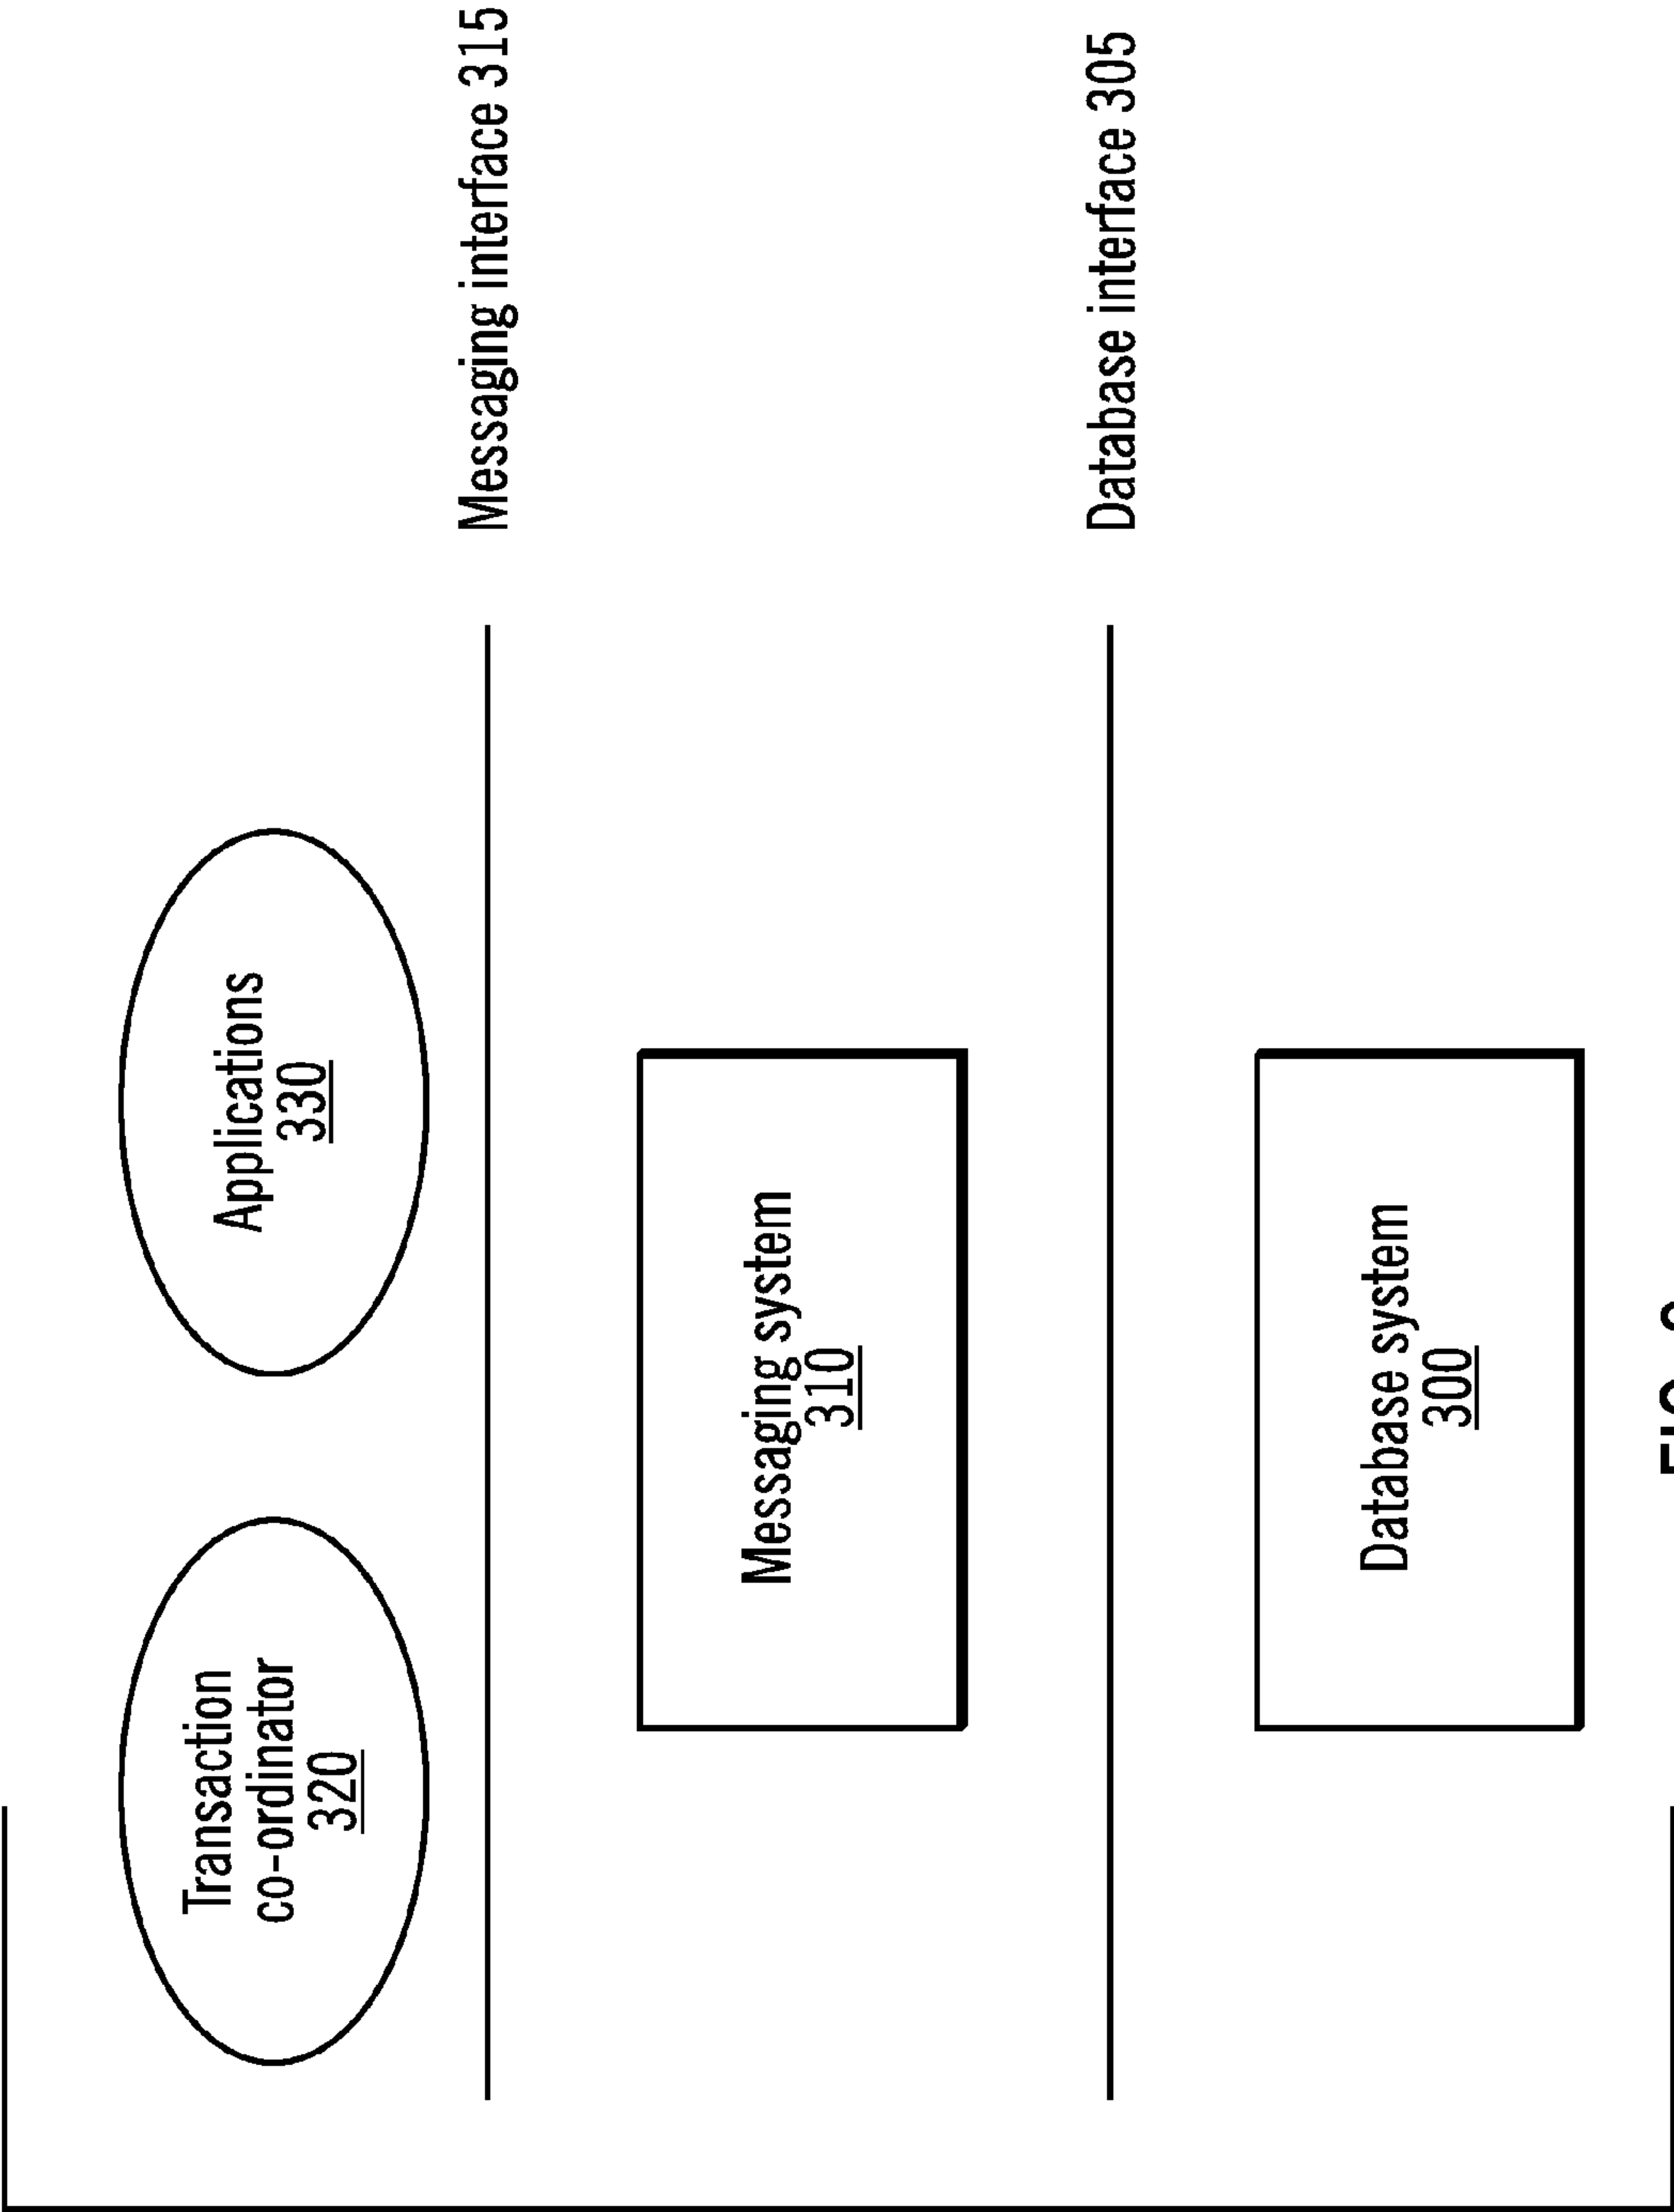 Transaction
co-ordinator
320
Applications
330
Messaging interface 315
Messaging system
310
Database interface 305
Database system
300